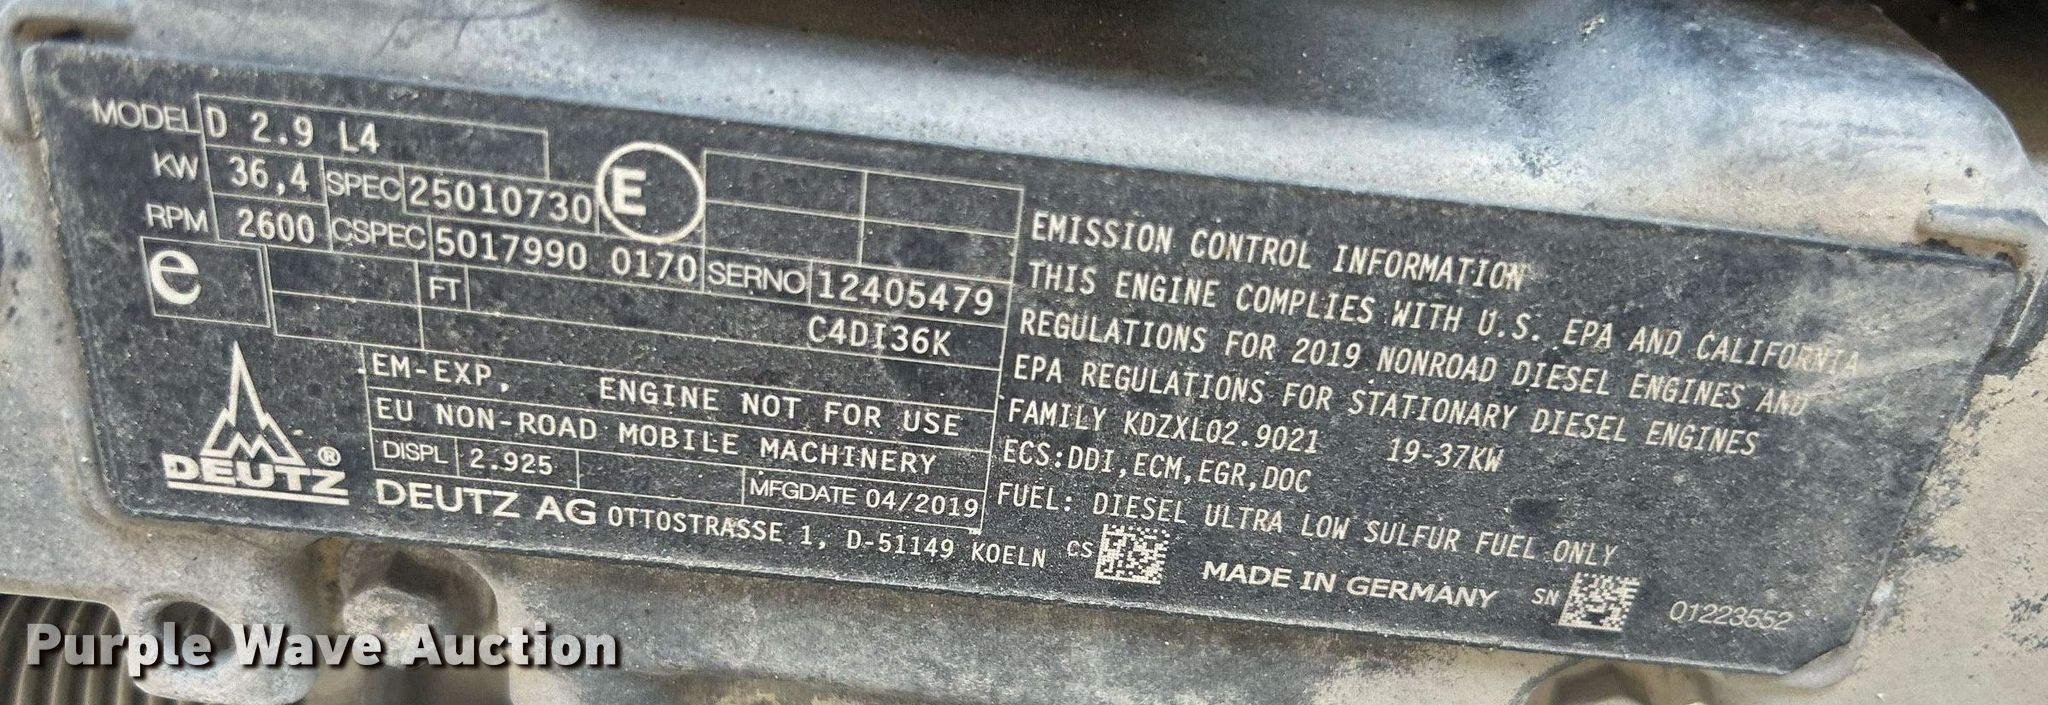 MODEL D 2.9 L4
KW 36,4 SPEC 25010730 E
RPM 2600 CSPEC 5017990 0170 SERNO 12405479
e FT
C4DI36K
EM-EXP. ENGINE NOT FOR USE
EU NON-ROAD MOBILE MACHINERY
DISPL 2.925 MFGDATE 04/2019
DEUTZ®
DEUTZ AG OTTOSTRASSE 1, D-51149 KOELN
EMISSION CONTROL INFORMATION
THIS ENGINE COMPLIES WITH U.S. EPA AND CALIFORNIA
REGULATIONS FOR 2019 NONROAD DIESEL ENGINES AND
EPA REGULATIONS FOR STATIONARY DIESEL ENGINES
FAMILY KDZXL02.9021 19-37KW
ECS:DDI,ECM,EGR,DOC
FUEL: DIESEL ULTRA LOW SULFUR FUEL ONLY
CS MADE IN GERMANY SN 01223552
Purple Wave Auction